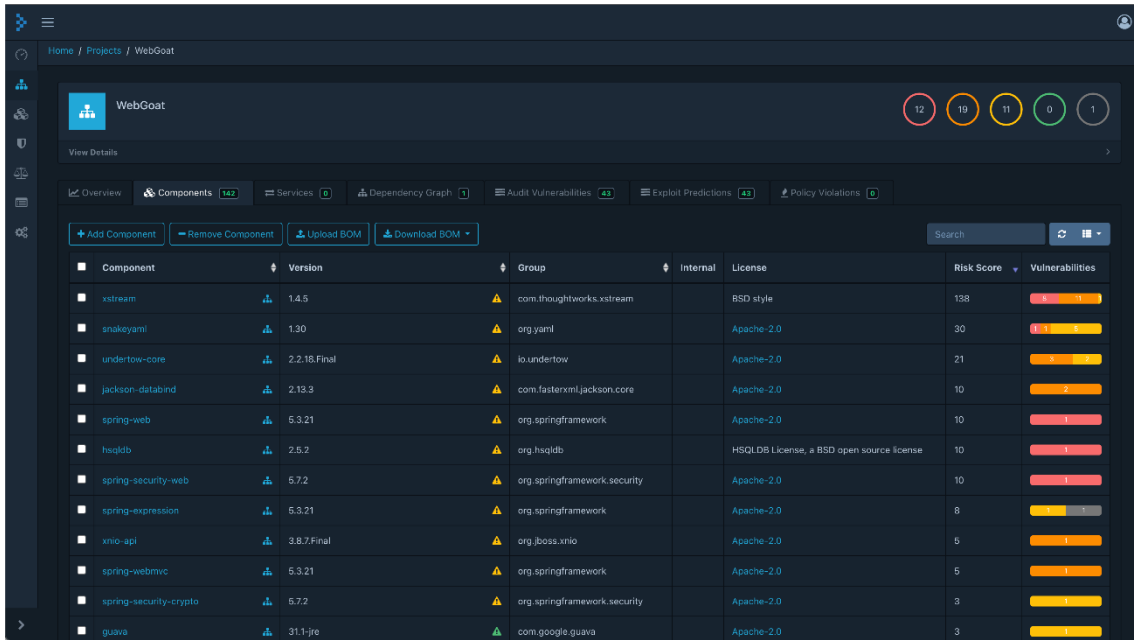 Home / Projects / WebGoat
WebGoat
12 19 11 0 1
View Details
Overview Components 142 Services 0 Dependency Graph 1 Audit Vulnerabilities 43 Exploit Predictions 43 Policy Violations 0
Add Component Remove Component Upload BOM Download BOM Search
Component Version Group Internal License Risk Score Vulnerabilities
xstream 1.4.5 com.thoughtworks.xstream BSD style 138 8 11
snakeyaml 1.30 org.yaml Apache-2.0 30 1 1 5
undertow-core 2.2.18.Final io.undertow Apache-2.0 21 3 2
jackson-databind 2.13.3 com.fasterxml.jackson.core Apache-2.0 10 2
spring-web 5.3.21 org.springframework Apache-2.0 10 1
hsqldb 2.5.2 org.hsqldb HSQLDB License, a BSD open source license 10 1
spring-security-web 5.7.2 org.springframework.security Apache-2.0 10 1
spring-expression 5.3.21 org.springframework Apache-2.0 8 1
xnio-api 3.8.7.Final org.jboss.xnio Apache-2.0 5 1
spring-webmvc 5.3.21 org.springframework Apache-2.0 5 1
spring-security-crypto 5.7.2 org.springframework.security Apache-2.0 3 1
guava 31.1-jre com.google.guava Apache-2.0 3 1